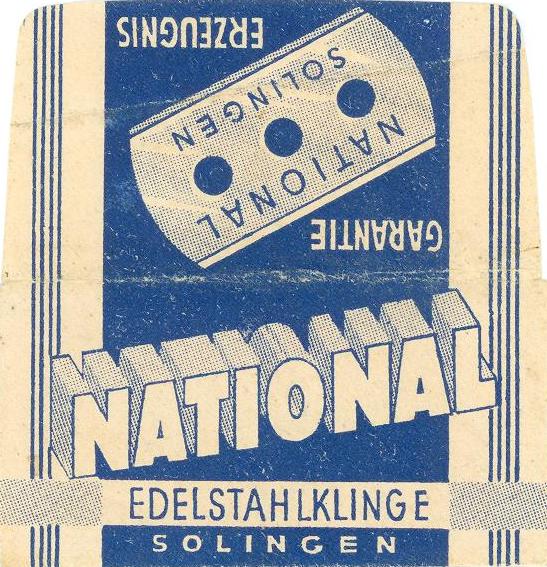 GARANTIE
NATIONAL
SOLINGEN
ERZEUGNIS
NATIONAL
EDELSTAHLKLINGE
SOLINGEN